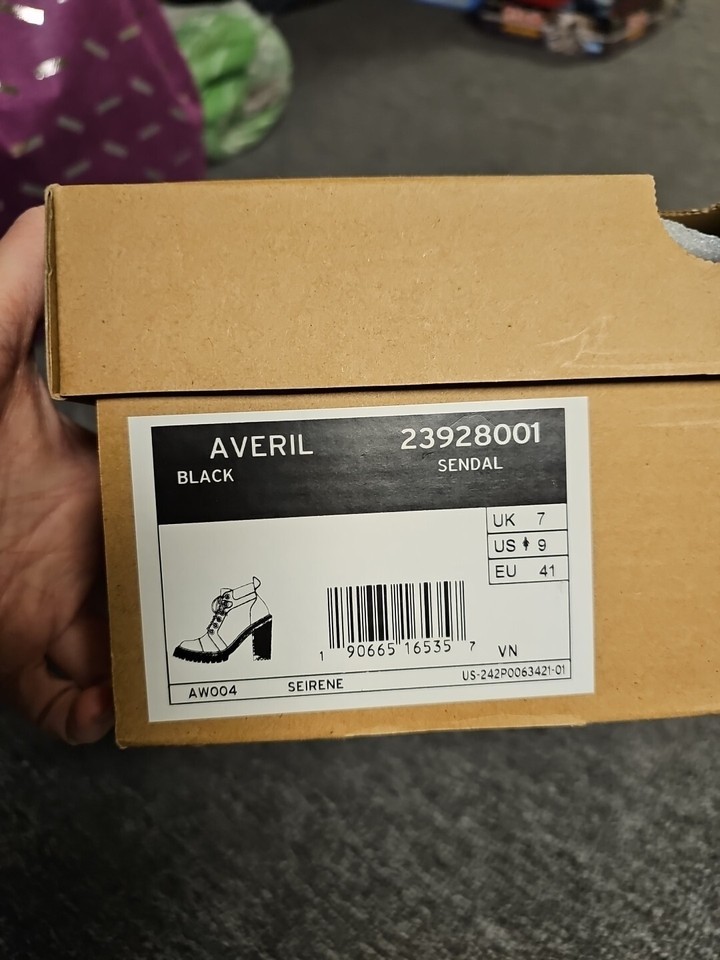 AVERIL 23928001
BLACK SENDAL
UK 7
US 9
EU 41
1 90665 16535 7 VN
AW004 SEIRENE US-242P0063421-01